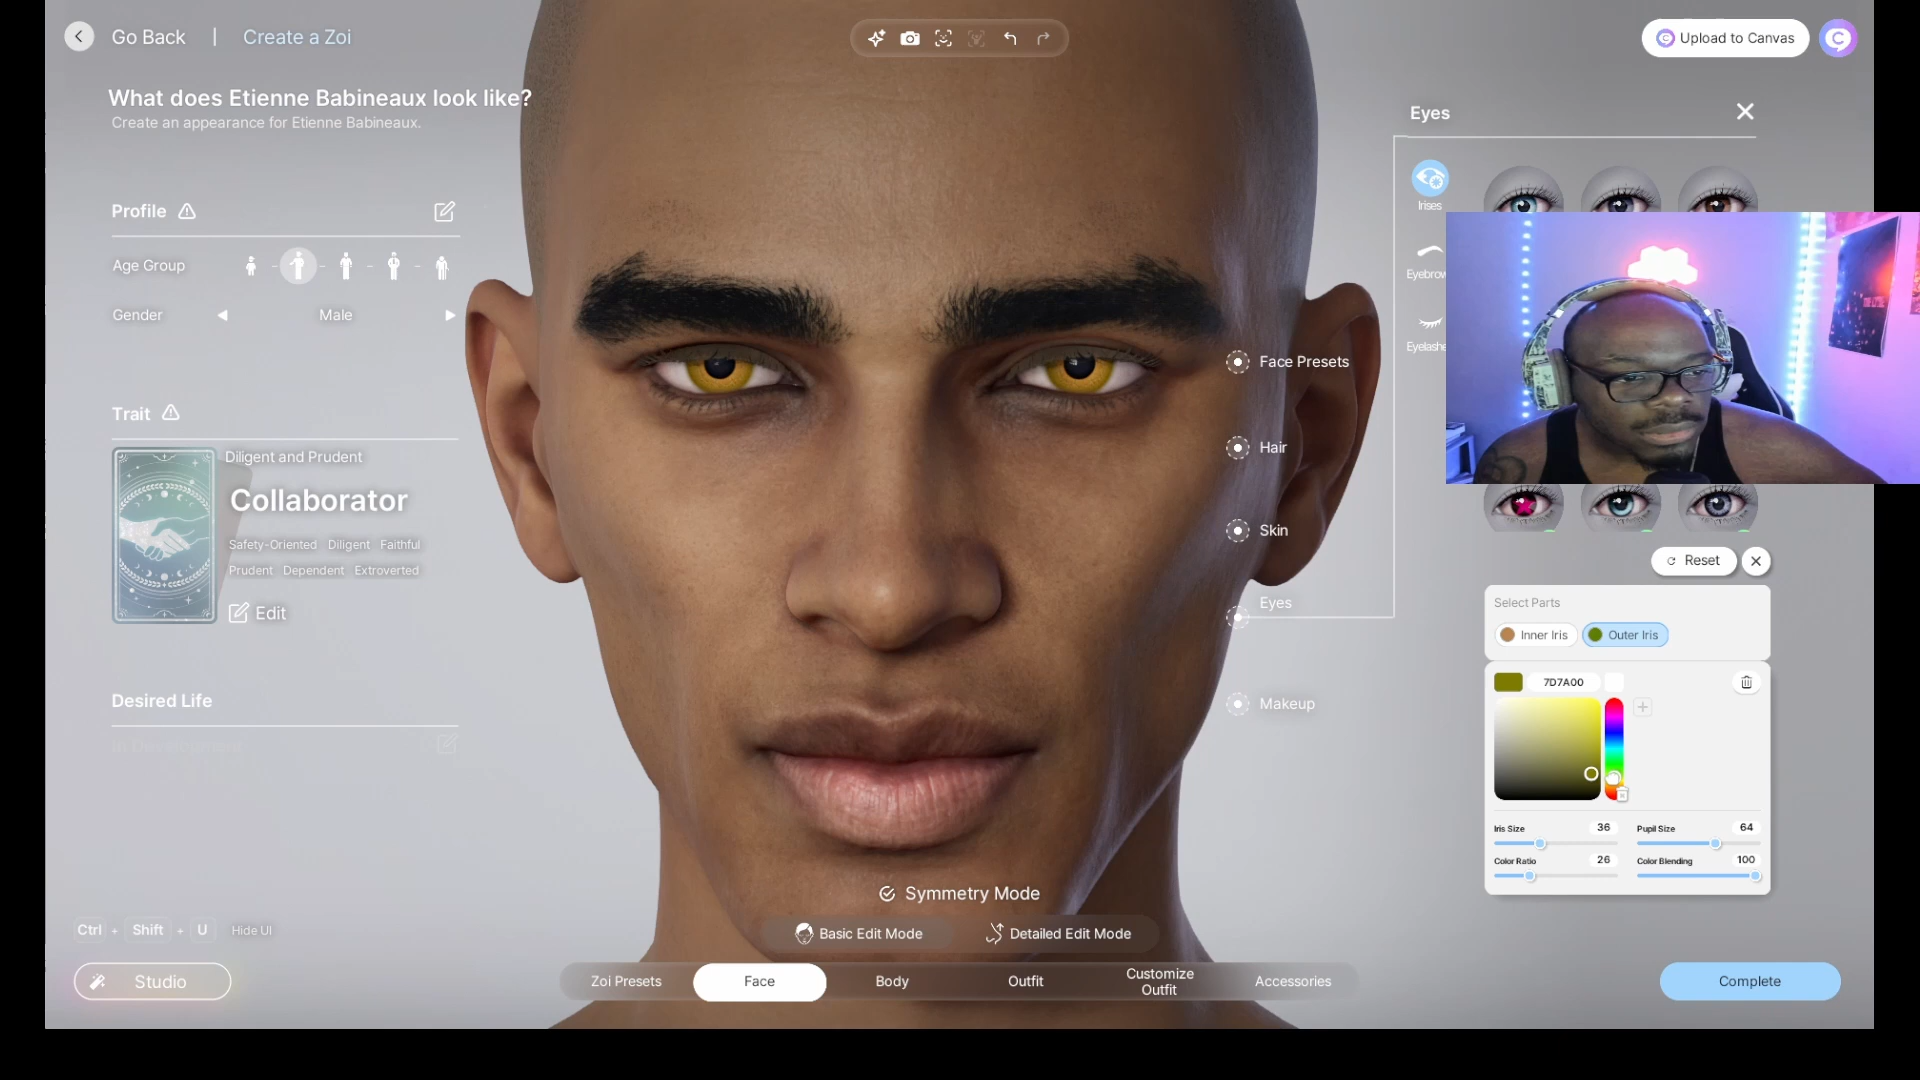 Go Back | Create a Zoi
Upload to Canvas
What does Etienne Babineaux look like?
Create an appearance for Etienne Babineaux.
Profile
Age Group
Gender
Male
Trait
Diligent and Prudent
Collaborator
Safety-Oriented Diligent Faithful
Prudent Dependent Extroverted
Edit
Desired Life
Ctrl + Shift + U Hide UI
Studio
Face Presets
Hair
Skin
Eyes
Makeup
Symmetry Mode
Basic Edit Mode
Detailed Edit Mode
Zoi Presets
Face
Body
Outfit
Customize
Outfit
Accessories
Eyes
Irises
Reset
Select Parts
Inner Iris
Outer Iris
7D7A00
Iris Size 36
Pupil Size 64
Color Ratio 26
Color Blending 100
Complete